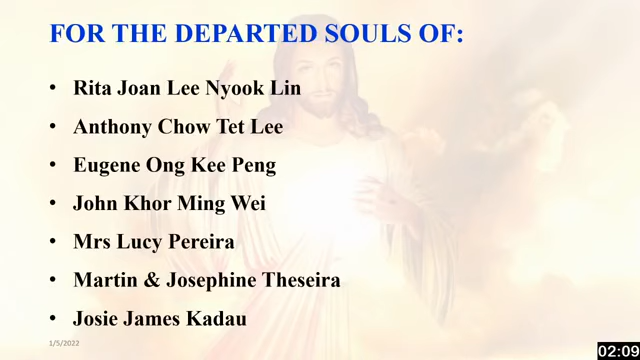 FOR THE DEPARTED SOULS OF:
• Rita Joan Lee Nyook Lin
• Anthony Chow Tet Lee
• Eugene Ong Kee Peng
• John Khor Ming Wei
• Mrs Lucy Pereira
• Martin & Josephine Theseira
• Josie James Kadau
1/5/2022
02:09